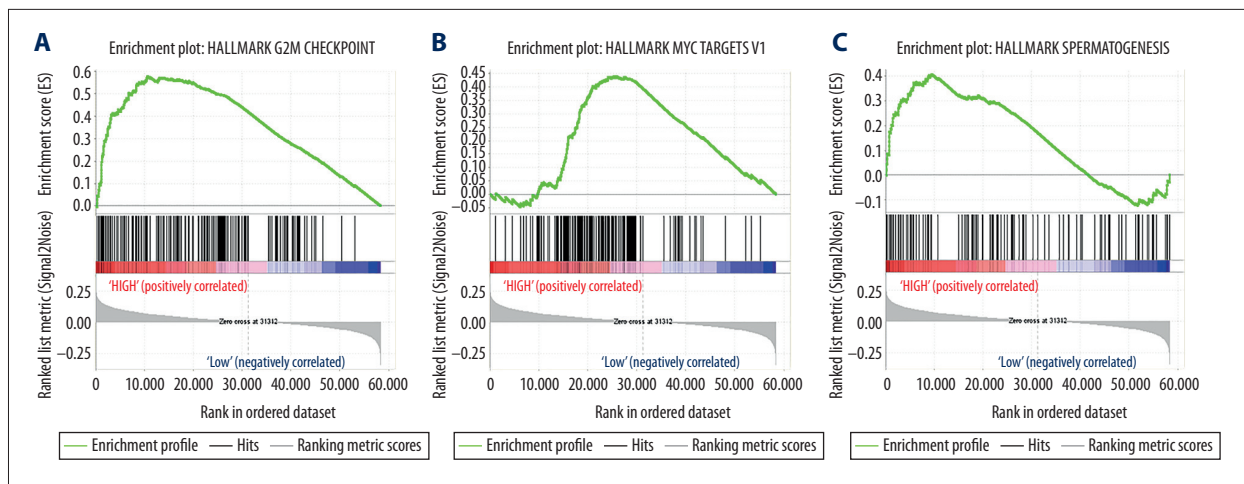 A
Enrichment plot: HALLMARK G2M CHECKPOINT
Enrichment score (ES)
0.6
0.5
0.4
0.3
0.2
0.1
0.0
Ranked list metric (Signal2Noise)
'HIGH' (positively correlated)
0.25
0.00
−0.25
Zero cross at 31312
'Low' (negatively correlated)
0 10.000 20.000 30.000 40.000 50.000 60.000
Rank in ordered dataset
Enrichment profile Hits Ranking metric scores
B
Enrichment plot: HALLMARK MYC TARGETS V1
Enrichment score (ES)
0.45
0.40
0.35
0.30
0.25
0.20
0.15
0.10
0.05
0.00
−0.05
Ranked list metric (Signal2Noise)
'HIGH' (positively correlated)
0.25
0.00
−0.25
Zero cross at 31312
'Low' (negatively correlated)
0 10.000 20.000 30.000 40.000 50.000 60.000
Rank in ordered dataset
Enrichment profile Hits Ranking metric scores
C
Enrichment plot: HALLMARK SPERMATOGENESIS
Enrichment score (ES)
0.4
0.3
0.2
0.1
0.0
−0.1
Ranked list metric (Signal2Noise)
'HIGH' (positively correlated)
0.25
0.00
−0.25
Zero cross at 31312
'Low' (negatively correlated)
0 10.000 20.000 30.000 40.000 50.000 60.000
Rank in ordered dataset
Enrichment profile Hits Ranking metric scores